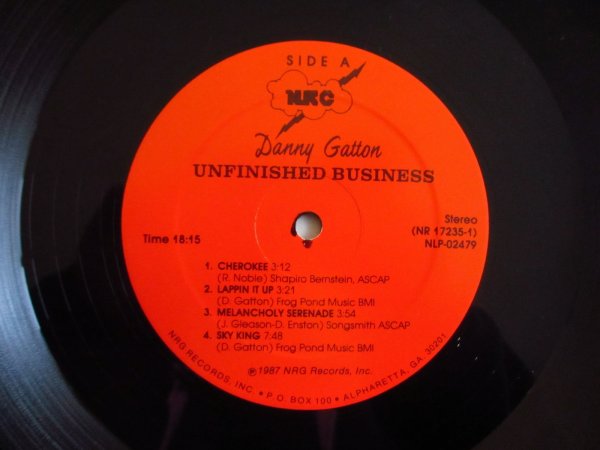 SIDE A
NRG
Danny Gatton
UNFINISHED BUSINESS
Stereo
Time 18:15
(NR 17235-1)
NLP-02479
1. CHEROKEE 3:12
(R. Noble) Shapiro Bernstein, ASCAP
2. LAPPIN IT UP 3:21
(D. Gatton) Frog Pond Music BMI
3. MELANCHOLY SERENADE 3:54
(J. Gleason-D. Enston) Songsmith ASCAP
4. SKY KING 7:48
(D. Gatton) Frog Pond Music BMI
℗1987 NRG Records, Inc.
NRG RECORDS, INC. • P.O. BOX 100 • ALPHARETTA, GA. 30201